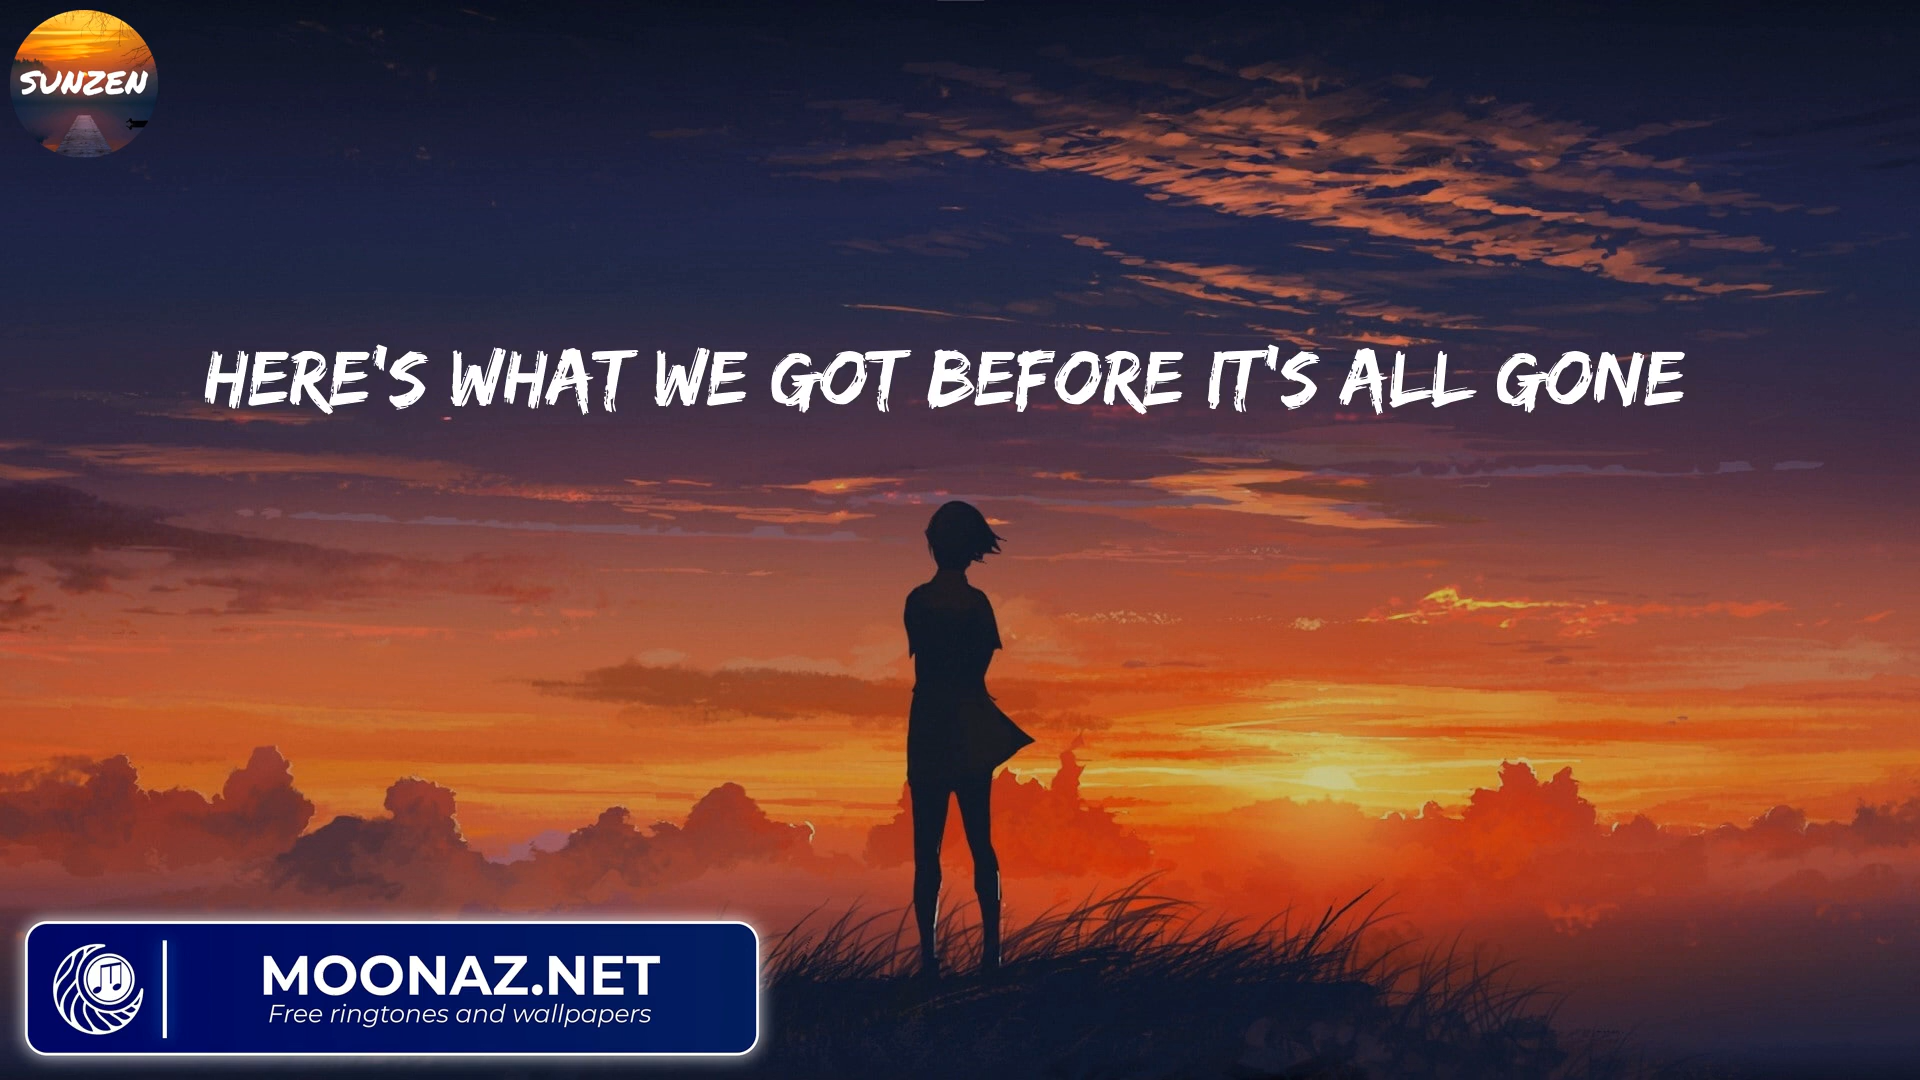 SUNZEN
HERE'S WHAT WE GOT BEFORE IT'S ALL GONE
MOONAZ.NET
Free ringtones and wallpapers